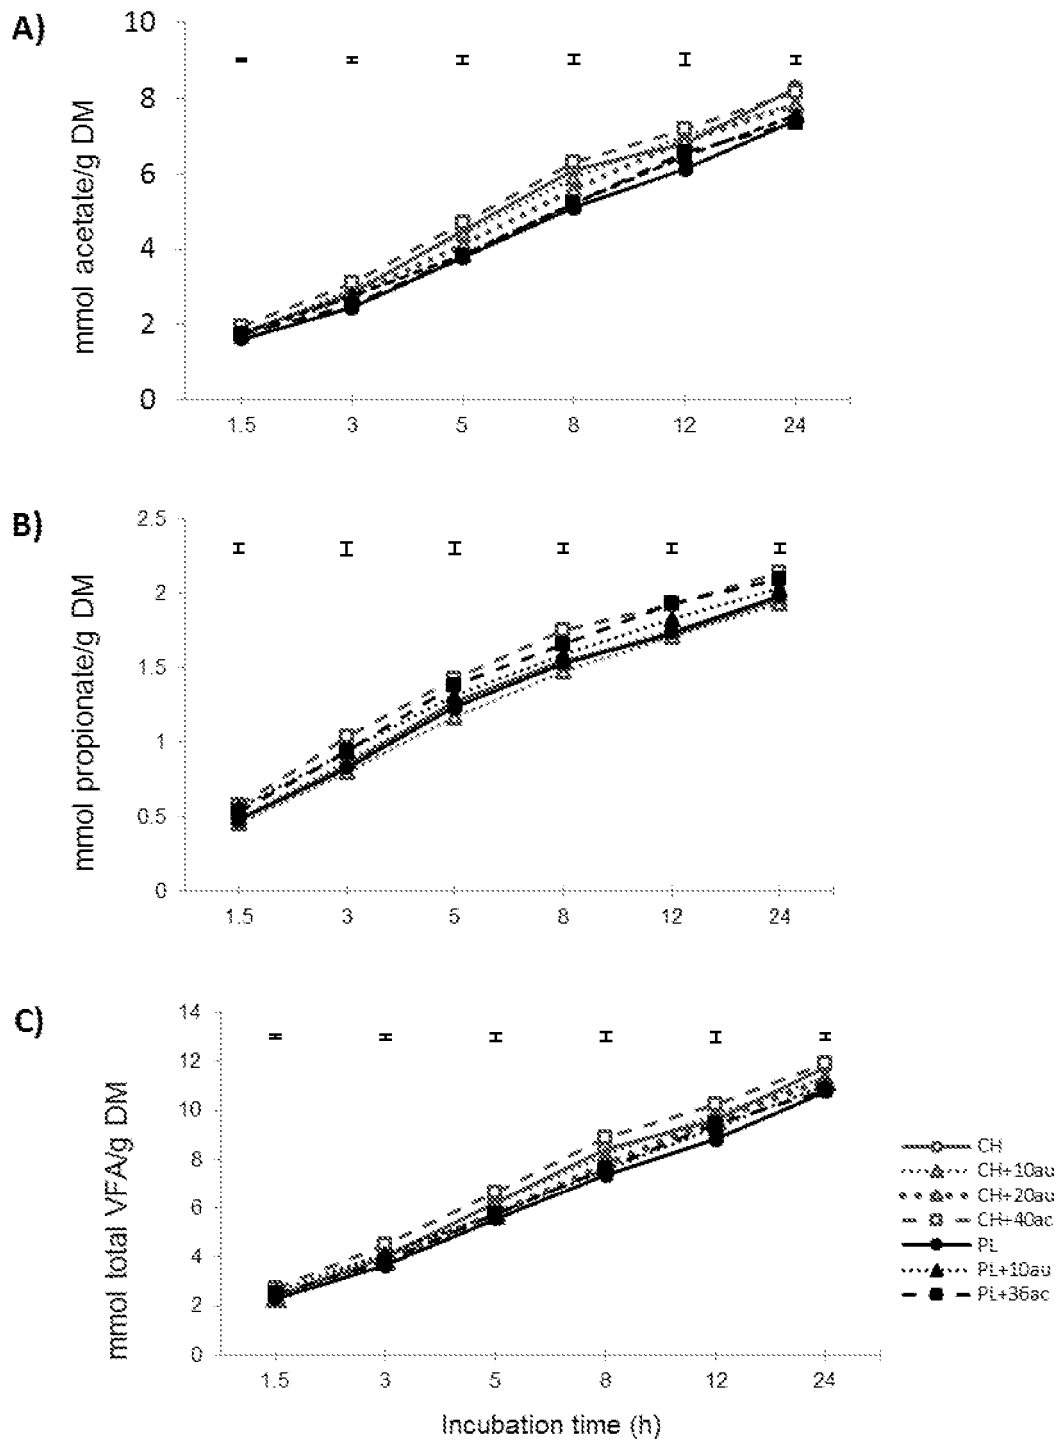 A)
mmol acetate/g DM
10
8
6
4
2
0
1.5 3 5 8 12 24
B)
mmol propionate/g DM
2.5
2
1.5
1
0.5
0
1.5 3 5 8 12 24
C)
mmol total VFA/g DM
14
12
10
8
6
4
2
0
1.5 3 5 8 12 24
Incubation time (h)
CH
CH+10au
CH+20au
CH+40ac
PL
PL+10au
PL+36ac